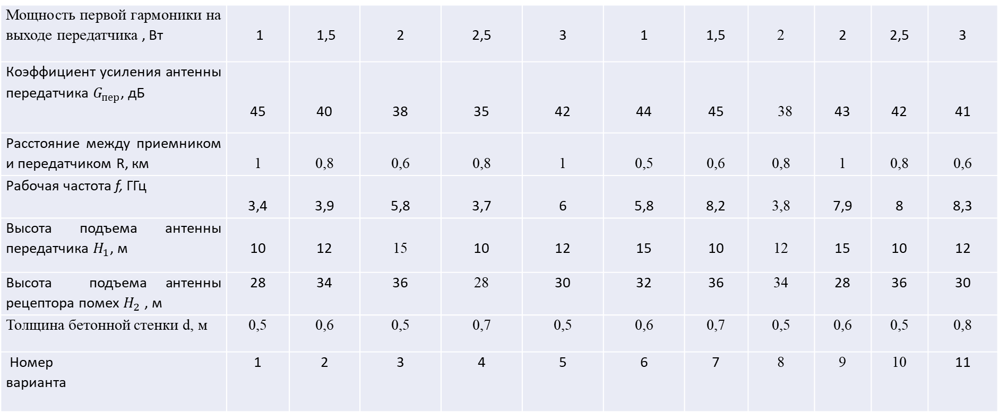 Мощность первой гармоники на
выходе передатчика , Вт 1 1,5 2 2,5 3 1 1,5 2 2 2,5 3
Коэффициент усиления антенны
передатчика Gпер, дБ
45 40 38 35 42 44 45 38 43 42 41
Расстояние между приемником
и передатчиком R, км 1 0,8 0,6 0,8 1 0,5 0,6 0,8 1 0,8 0,6
Рабочая частота f, ГГц
3,4 3,9 5,8 3,7 6 5,8 8,2 3,8 7,9 8 8,3
Высота подъема антенны
передатчика H1, м 10 12 15 10 12 15 10 12 15 10 12
Высота подъема антенны 28 34 36 28 30 32 36 34 28 36 30
рецептора помех H2 , м
Толщина бетонной стенки d, м 0,5 0,6 0,5 0,7 0,5 0,6 0,7 0,5 0,6 0,5 0,8
Номер 1 2 3 4 5 6 7 8 9 10 11
варианта